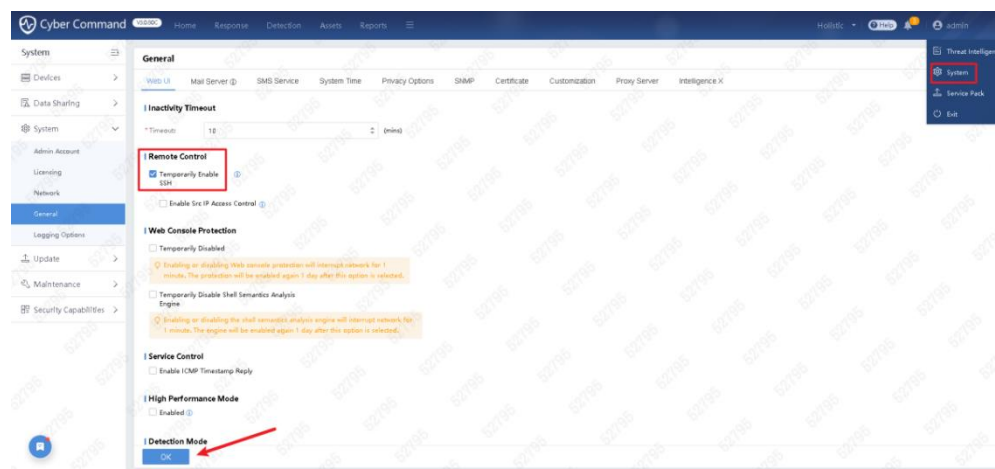 Cyber Command
Home Response Detection Assets Reports
Holistic
Help
admin
System
Devices
Data Sharing
System
Admin Account
Licensing
Network
General
Logging Options
Update
Maintenance
Security Capabilities
General
Web UI Mail Server SMS Service System Time Privacy Options SNMP Certificate Customization Proxy Server Intelligence X
Inactivity Timeout
* Timeout: 10 (mins)
Remote Control
Temporarily Enable
SSH
Enable Src IP Access Control
Web Console Protection
Temporarily Disabled
Enabling or disabling Web console protection will interrupt network for 1
minute. The protection will be enabled again 1 day after this option is selected.
Temporarily Disable Shell Semantics Analysis
Engine
Enabling or disabling the shell semantics analysis engine will interrupt network for
1 minute. The engine will be enabled again 1 day after this option is selected.
Service Control
Enable ICMP Timestamp Reply
High Performance Mode
Enabled
Detection Mode
OK
Threat Intelligen
System
Service Pack
Exit
52795